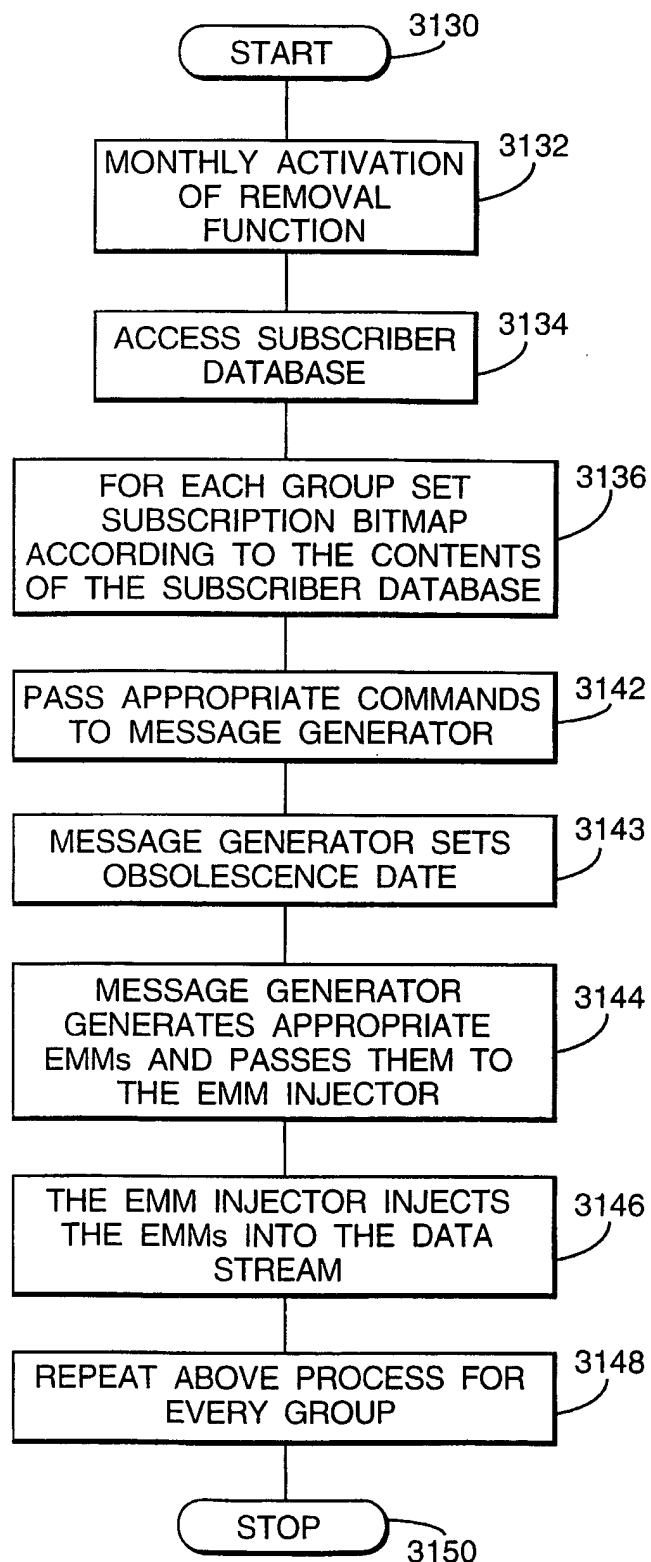 3130
START
3132
MONTHLY ACTIVATION
OF REMOVAL
FUNCTION
3134
ACCESS SUBSCRIBER
DATABASE
3136
FOR EACH GROUP SET
SUBSCRIPTION BITMAP
ACCORDING TO THE CONTENTS
OF THE SUBSCRIBER DATABASE
3142
PASS APPROPRIATE COMMANDS
TO MESSAGE GENERATOR
3143
MESSAGE GENERATOR SETS
OBSOLESCENCE DATE
3144
MESSAGE GENERATOR
GENERATES APPROPRIATE
EMMs AND PASSES THEM TO
THE EMM INJECTOR
3146
THE EMM INJECTOR INJECTS
THE EMMs INTO THE DATA
STREAM
3148
REPEAT ABOVE PROCESS FOR
EVERY GROUP
STOP
3150